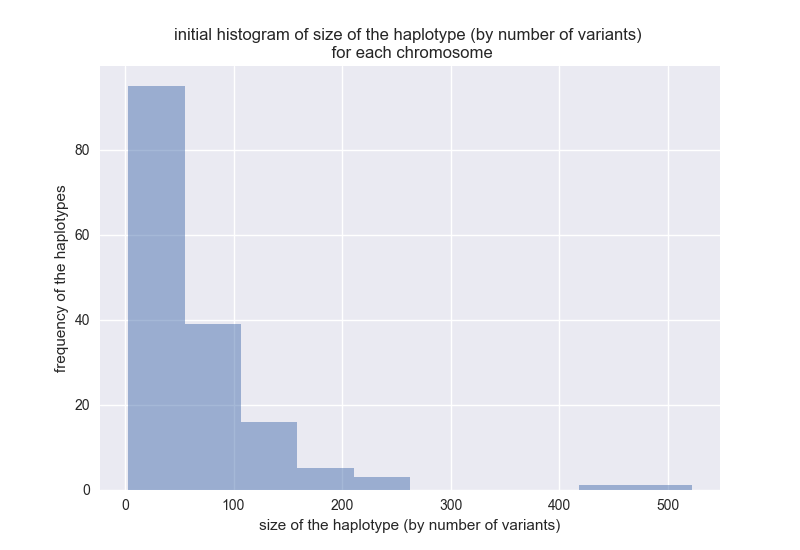 initial histogram of size of the haplotype (by number of variants)
for each chromosome
frequency of the haplotypes
80
60
40
20
0
0 100 200 300 400 500
size of the haplotype (by number of variants)